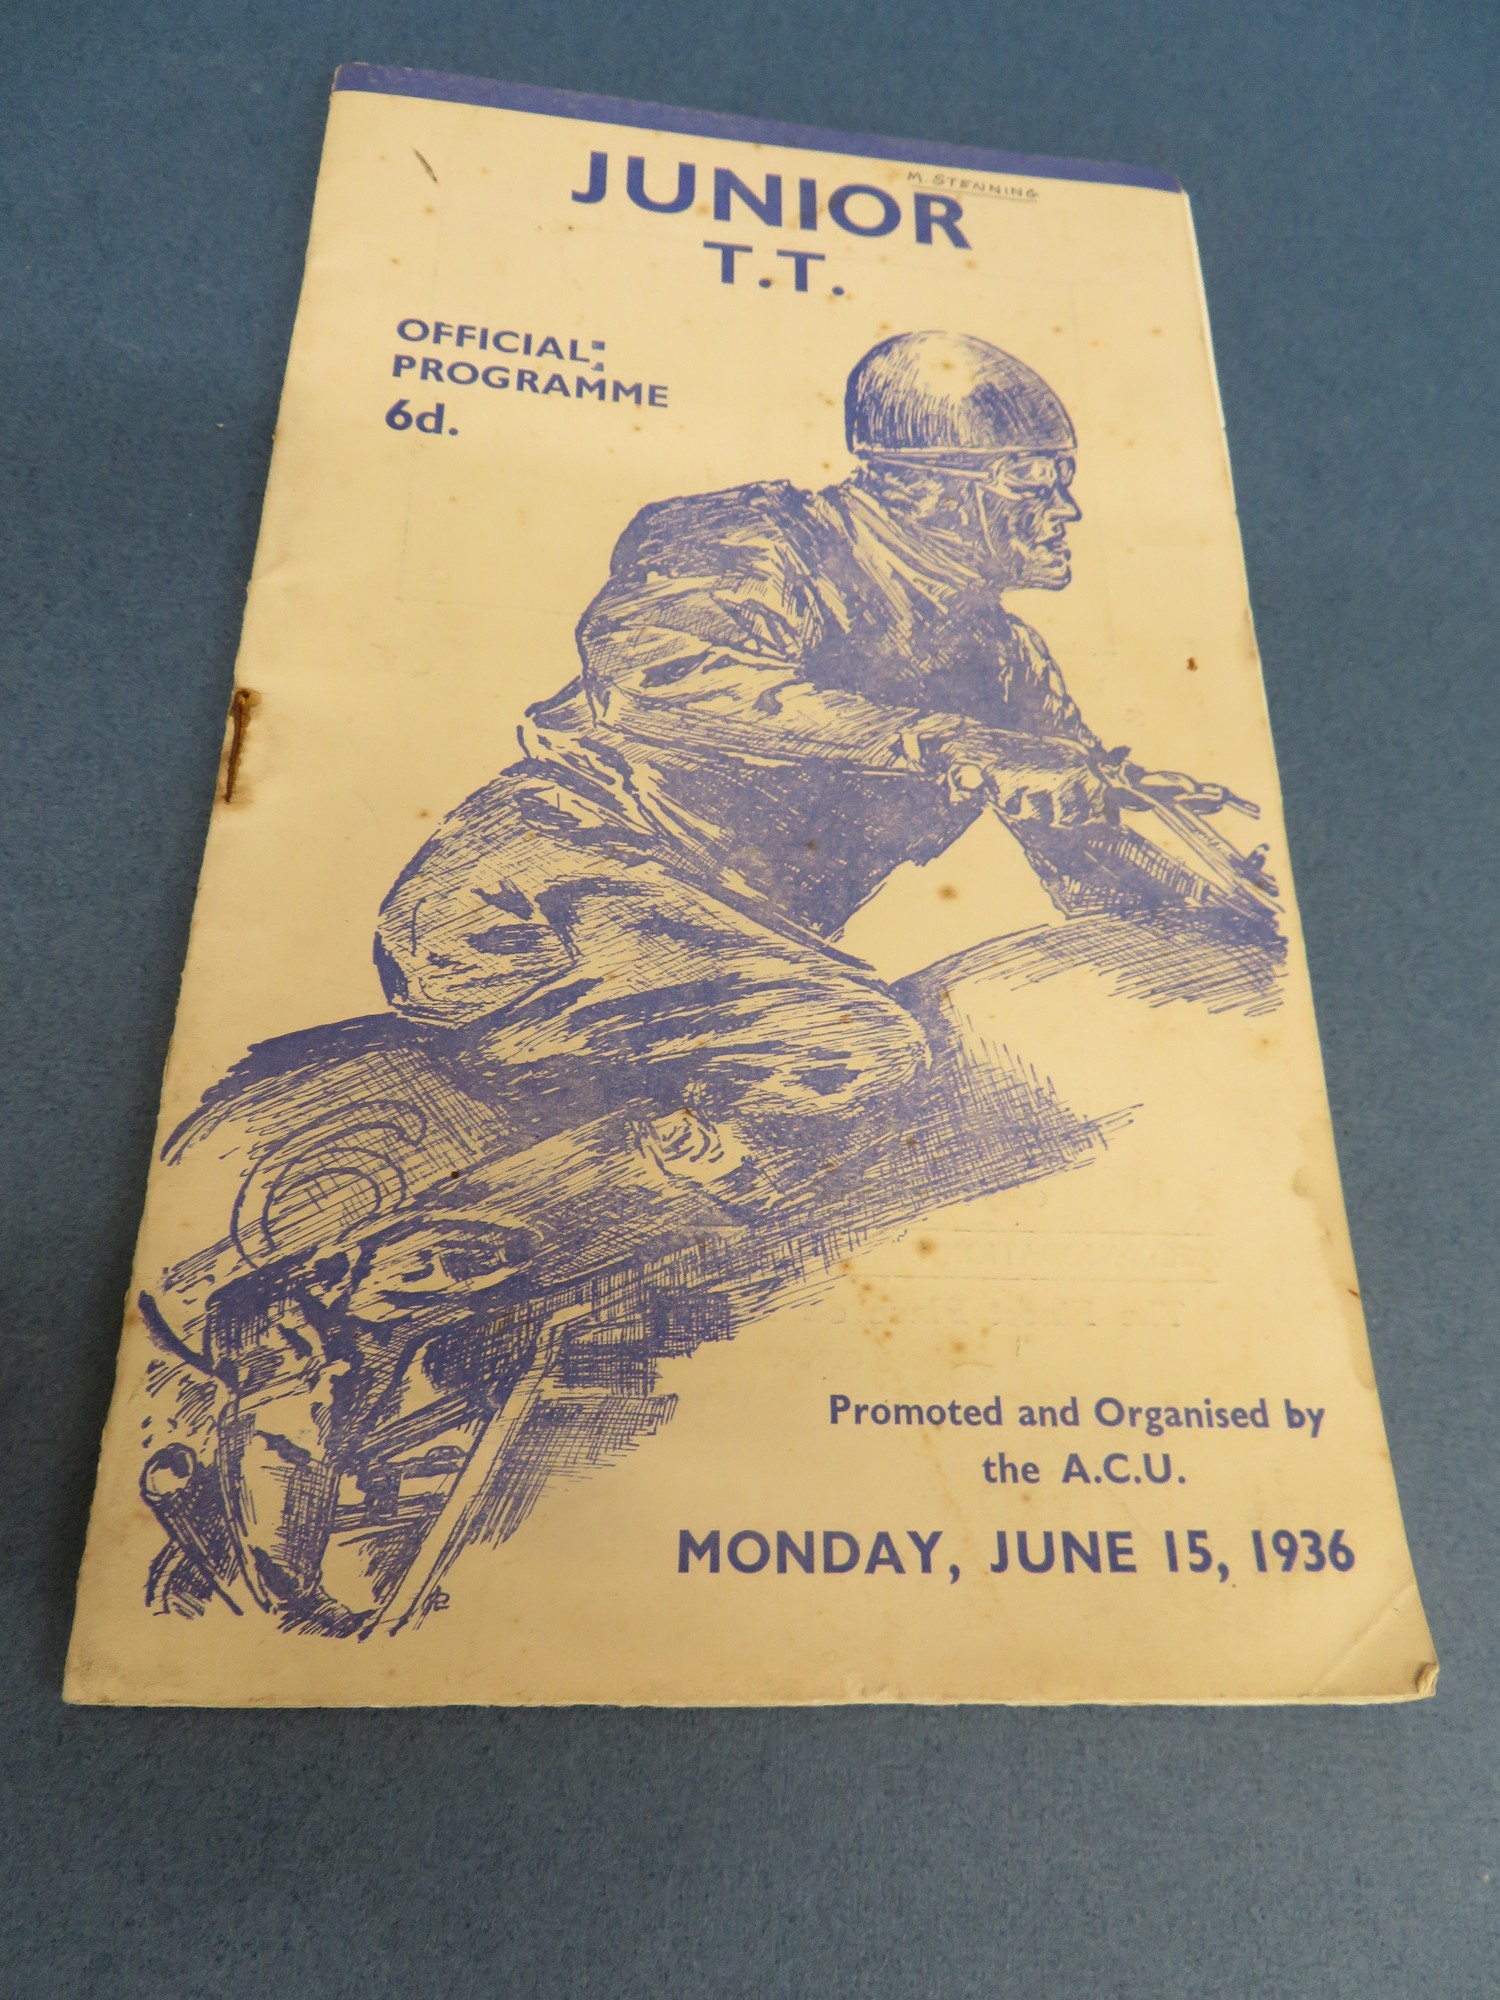 M. STENNING
JUNIOR
T.T.
OFFICIAL
PROGRAMME
6d.
Promoted and Organised by
the A.C.U.
MONDAY, JUNE 15, 1936